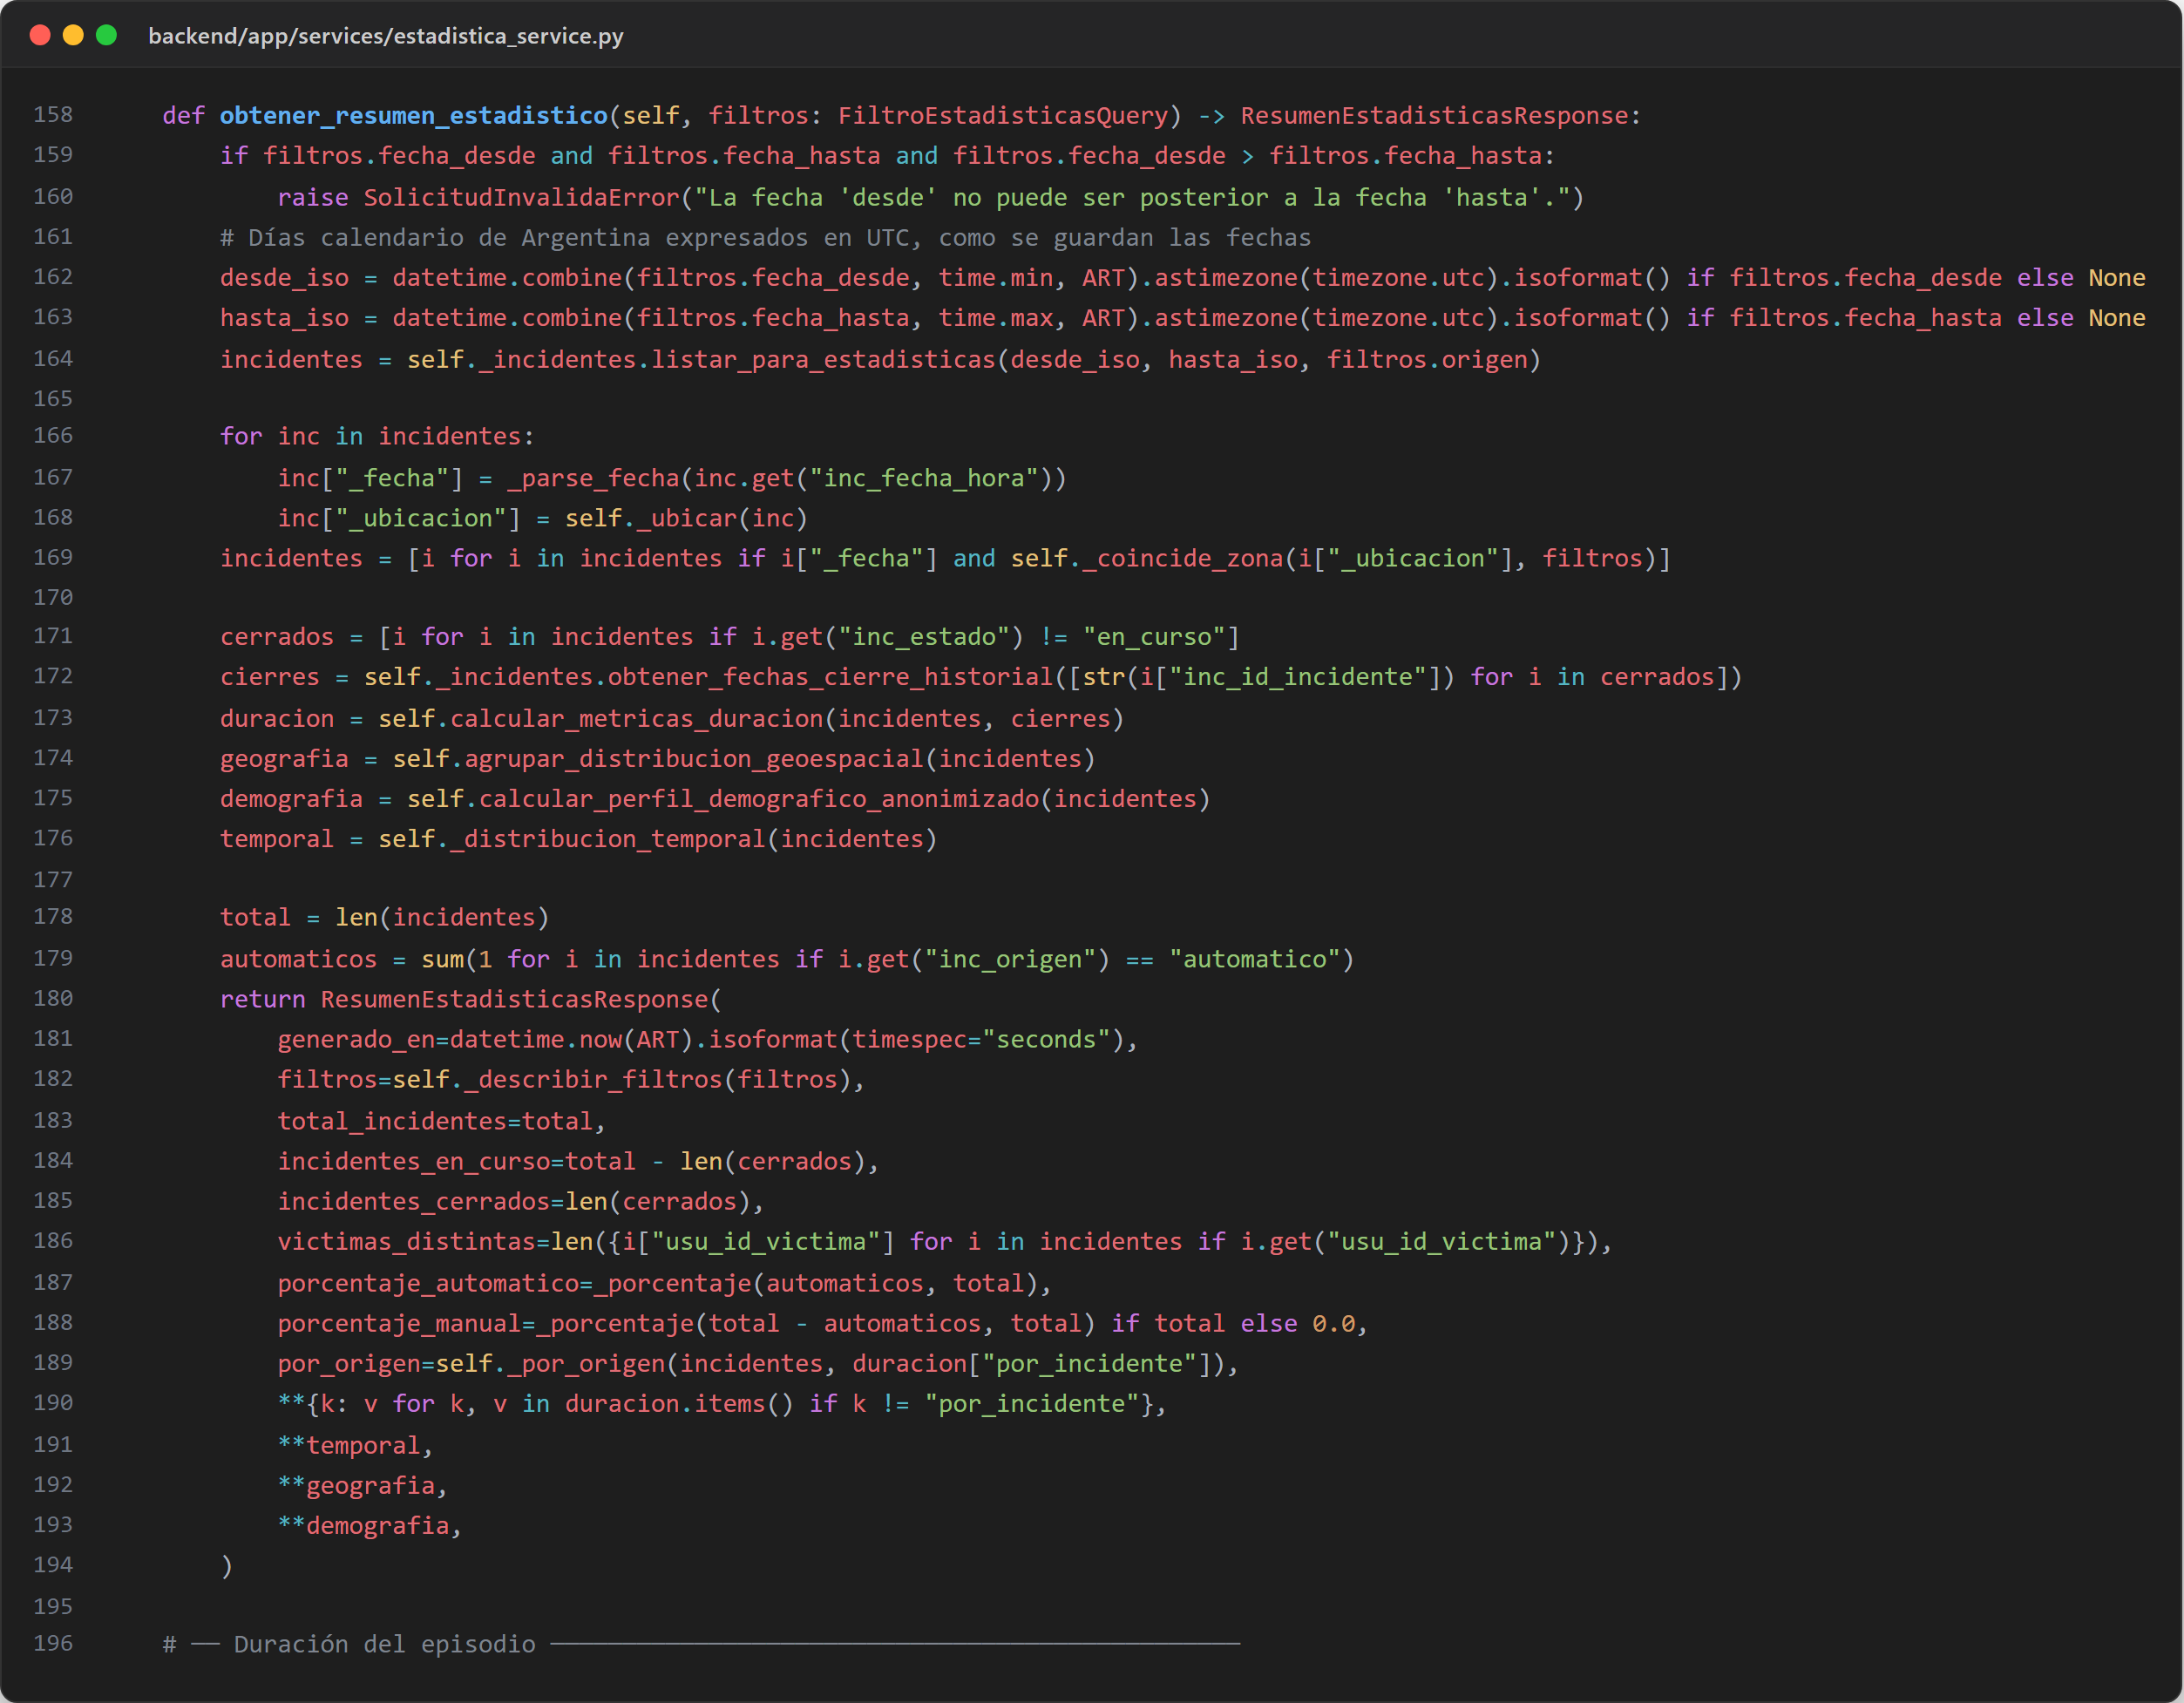 backend/app/services/estadistica_service.py
158 def obtener_resumen_estadistico(self, filtros: FiltroEstadisticasQuery) -> ResumenEstadisticasResponse:
159 if filtros.fecha_desde and filtros.fecha_hasta and filtros.fecha_desde > filtros.fecha_hasta:
160 raise SolicitudInvalidaError("La fecha 'desde' no puede ser posterior a la fecha 'hasta'.")
161 # Días calendario de Argentina expresados en UTC, como se guardan las fechas
162 desde_iso = datetime.combine(filtros.fecha_desde, time.min, ART).astimezone(timezone.utc).isoformat() if filtros.fecha_desde else None
163 hasta_iso = datetime.combine(filtros.fecha_hasta, time.max, ART).astimezone(timezone.utc).isoformat() if filtros.fecha_hasta else None
164 incidentes = self._incidentes.listar_para_estadisticas(desde_iso, hasta_iso, filtros.origen)
165
166 for inc in incidentes:
167 inc["_fecha"] = _parse_fecha(inc.get("inc_fecha_hora"))
168 inc["_ubicacion"] = self._ubicar(inc)
169 incidentes = [i for i in incidentes if i["_fecha"] and self._coincide_zona(i["_ubicacion"], filtros)]
170
171 cerrados = [i for i in incidentes if i.get("inc_estado") != "en_curso"]
172 cierres = self._incidentes.obtener_fechas_cierre_historial([str(i["inc_id_incidente"]) for i in cerrados])
173 duracion = self.calcular_metricas_duracion(incidentes, cierres)
174 geografia = self.agrupar_distribucion_geoespacial(incidentes)
175 demografia = self.calcular_perfil_demografico_anonimizado(incidentes)
176 temporal = self._distribucion_temporal(incidentes)
177
178 total = len(incidentes)
179 automaticos = sum(1 for i in incidentes if i.get("inc_origen") == "automatico")
180 return ResumenEstadisticasResponse(
181 generado_en=datetime.now(ART).isoformat(timespec="seconds"),
182 filtros=self._describir_filtros(filtros),
183 total_incidentes=total,
184 incidentes_en_curso=total - len(cerrados),
185 incidentes_cerrados=len(cerrados),
186 victimas_distintas=len({i["usu_id_victima"] for i in incidentes if i.get("usu_id_victima")}),
187 porcentaje_automatico=_porcentaje(automaticos, total),
188 porcentaje_manual=_porcentaje(total - automaticos, total) if total else 0.0,
189 por_origen=self._por_origen(incidentes, duracion["por_incidente"]),
190 **{k: v for k, v in duracion.items() if k != "por_incidente"},
191 **temporal,
192 **geografia,
193 **demografia,
194 )
195
196 # ── Duración del episodio ────────────────────────────────────────────────